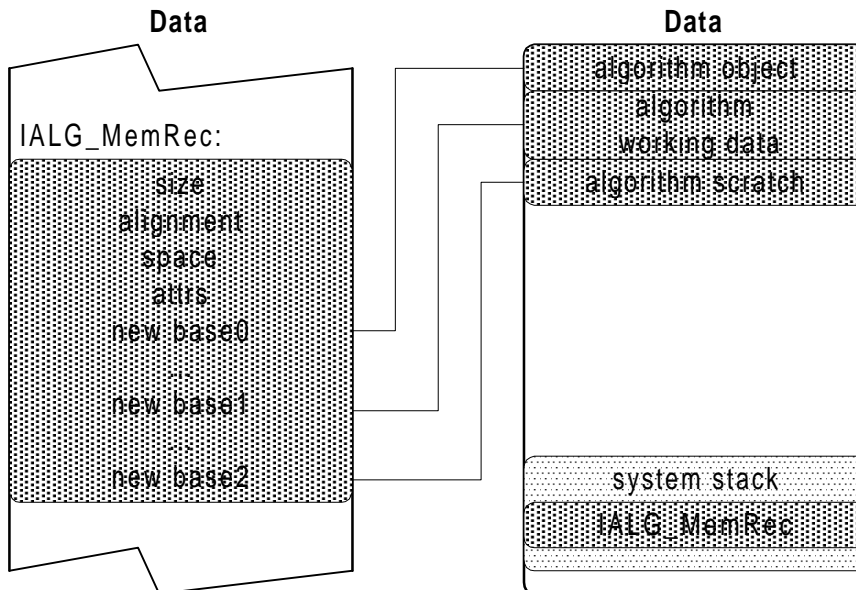 Data
IALG_MemRec:
size
alignment
space
attrs
new base0
...
new base1
...
new base2
Data
algorithm object
algorithm
working data
algorithm scratch
system stack
IALG_MemRec